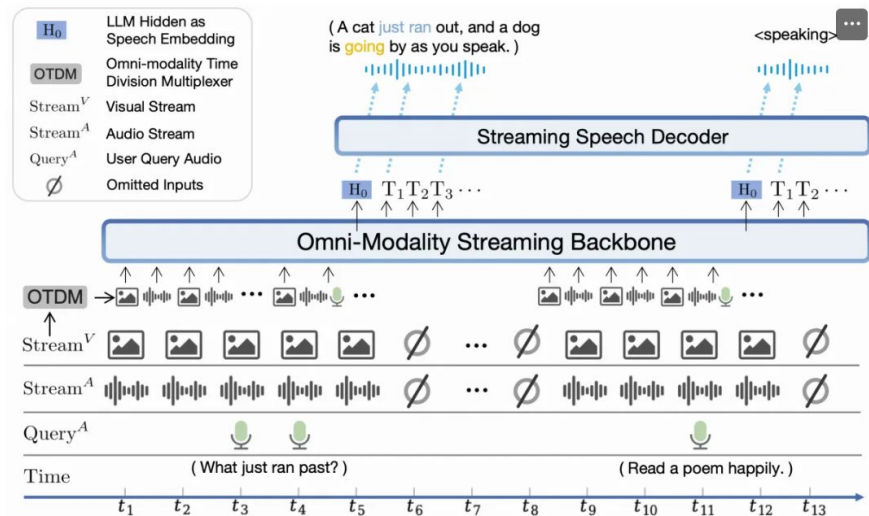 H₀ LLM Hidden as
Speech Embedding
OTDM Omni-modality Time
Division Multiplexer
Streamⱽ Visual Stream
Streamᴬ Audio Stream
Queryᴬ User Query Audio
∅ Omitted Inputs
( A cat just ran out, and a dog
is going by as you speak. )
<speaking>
Streaming Speech Decoder
H₀ T₁ T₂ T₃ ···
H₀ T₁ T₂ ···
Omni-Modality Streaming Backbone
OTDM ··· ··· ···
Streamⱽ ∅ ··· ∅ ∅
Streamᴬ ∅ ··· ∅ ∅
Queryᴬ
( What just ran past? ) ( Read a poem happily. )
Time
t₁ t₂ t₃ t₄ t₅ t₆ t₇ t₈ t₉ t₁₀ t₁₁ t₁₂ t₁₃